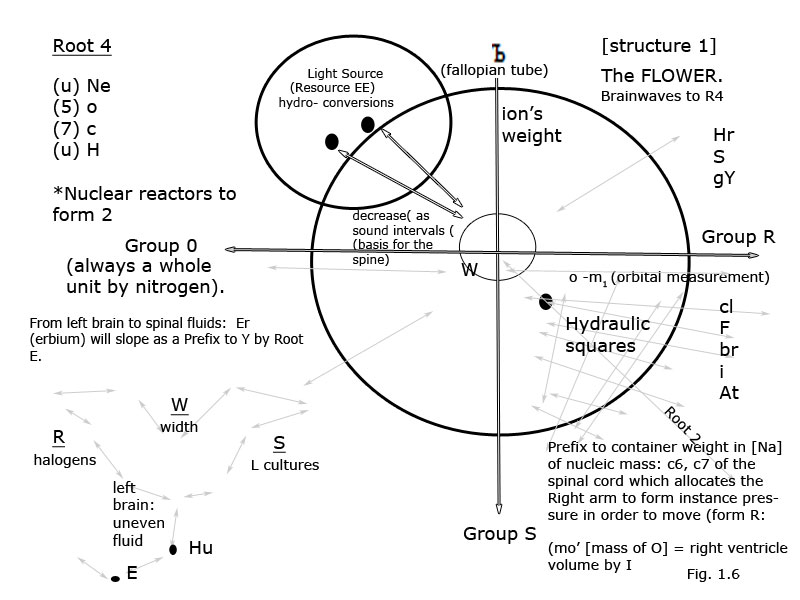 Root 4
(u) Ne
(5) o
(7) c
(u) H
*Nuclear reactors to
form 2
Light Source
(Resource EE)
hydro- conversions
Ъ
(fallopian tube)
ion's
weight
[structure 1]
The FLOWER.
Brainwaves to R4
Hr
S
gY
decrease( as
sound intervals (
(basis for the
spine)
Group 0
(always a whole
unit by nitrogen).
Group R
W
o -m1 (orbital measurement)
Hydraulic
squares
cl
F
br
i
At
From left brain to spinal fluids: Er
(erbium) will slope as a Prefix to Y by Root
E.
W
width
R
halogens
S
L cultures
left
brain:
uneven
fluid
Hu
E
Root 2
Prefix to container weight in [Na]
of nucleic mass: c6, c7 of the
spinal cord which allocates the
Right arm to form instance pres-
sure in order to move (form R:
(mo' [mass of O] = right ventricle
volume by I
Group S
Fig. 1.6